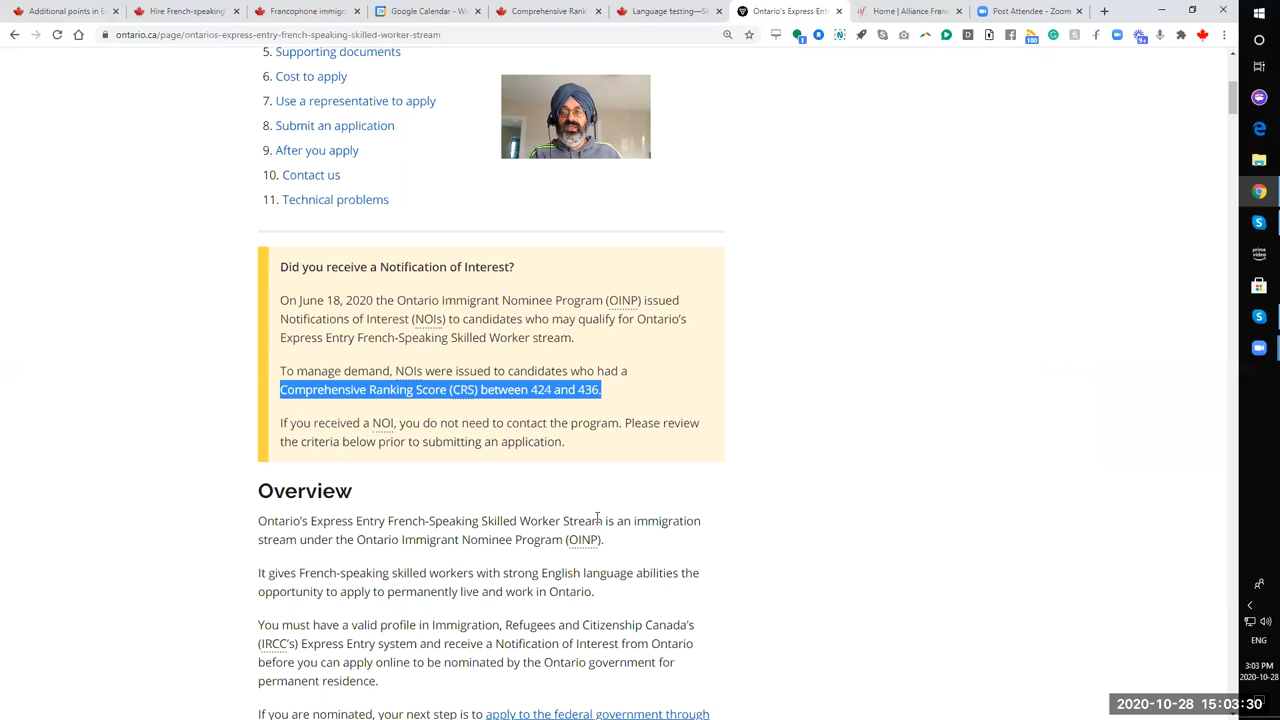 Additional points in E
Hire French-speaking
Francophone immigr
Google Calendar - We
Comprehensive Rankin
Language testing—Sk
Ontario's Express Ent
Home | Alliance Franc
Post Attendee - Zoom
ontario.ca/page/ontarios-express-entry-french-speaking-skilled-worker-stream
5. Supporting documents
6. Cost to apply
7. Use a representative to apply
8. Submit an application
9. After you apply
10. Contact us
11. Technical problems
Did you receive a Notification of Interest?
On June 18, 2020 the Ontario Immigrant Nominee Program (OINP) issued
Notifications of Interest (NOIs) to candidates who may qualify for Ontario's
Express Entry French-Speaking Skilled Worker stream.
To manage demand, NOIs were issued to candidates who had a
Comprehensive Ranking Score (CRS) between 424 and 436.
If you received a NOI, you do not need to contact the program. Please review
the criteria below prior to submitting an application.
Overview
Ontario's Express Entry French-Speaking Skilled Worker Stream is an immigration
stream under the Ontario Immigrant Nominee Program (OINP).
It gives French-speaking skilled workers with strong English language abilities the
opportunity to apply to permanently live and work in Ontario.
You must have a valid profile in Immigration, Refugees and Citizenship Canada's
(IRCC's) Express Entry system and receive a Notification of Interest from Ontario
before you can apply online to be nominated by the Ontario government for
permanent residence.
If you are nominated, your next step is to apply to the federal government through
prime video
ENG
3:03 PM
2020-10-28
2020-10-28 15:03:30